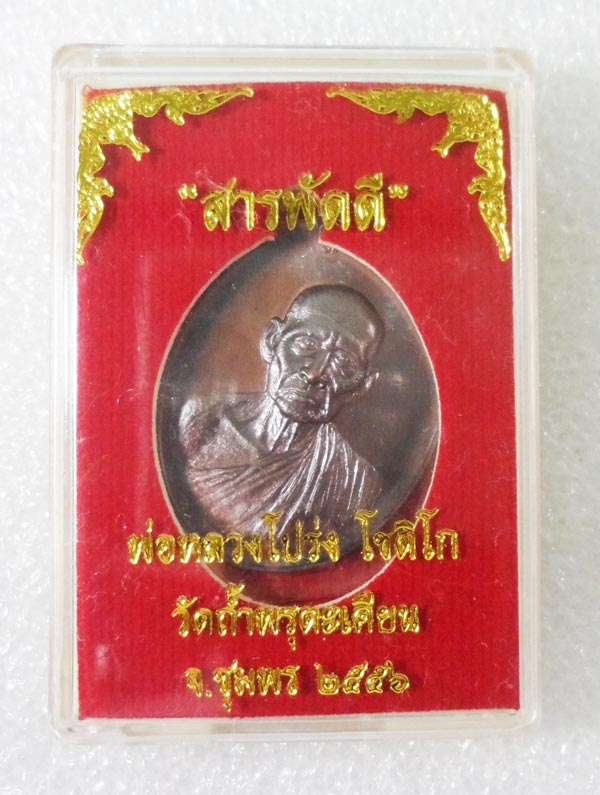 "สารพัดดี"
พ่อหลวงโปร่ง โชติโก
วัดถ้ำพรุตะเคียน
จ.ชุมพร ๒๕๕๖